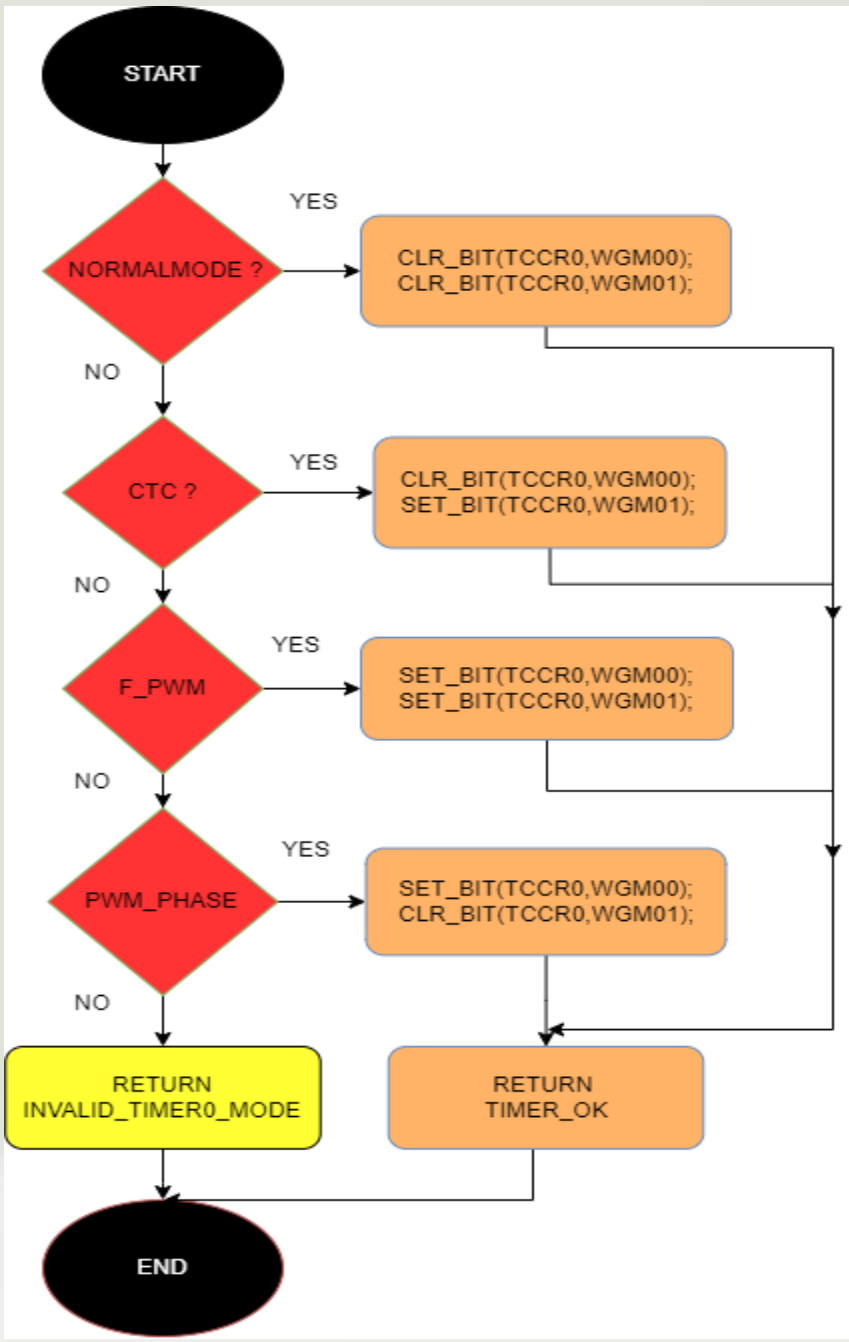 START
YES
NORMALMODE ?
CLR_BIT(TCCR0,WGM00);
CLR_BIT(TCCR0,WGM01);
NO
YES
CTC ?
CLR_BIT(TCCR0,WGM00);
SET_BIT(TCCR0,WGM01);
NO
YES
F_PWM
SET_BIT(TCCR0,WGM00);
SET_BIT(TCCR0,WGM01);
NO
YES
PWM_PHASE
SET_BIT(TCCR0,WGM00);
CLR_BIT(TCCR0,WGM01);
NO
RETURN
INVALID_TIMER0_MODE
RETURN
TIMER_OK
END